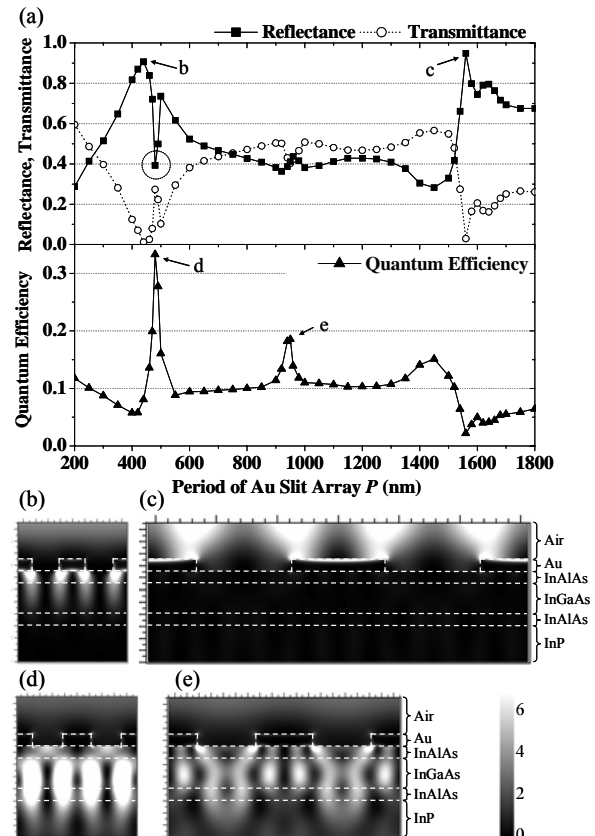 (a)
Reflectance Transmittance
b
c
1.0
0.8
0.6
0.4
0.2
0.0
Reflectance, Transmittance
Quantum Efficiency
d
e
0.3
0.2
0.1
0.0
Quantum Efficiency
200 400 600 800 1000 1200 1400 1600 1800
Period of Au Slit Array P (nm)
(b) (c)
Air
Au
InAlAs
InGaAs
InAlAs
InP
(d) (e)
Air
Au
InAlAs
InGaAs
InAlAs
InP
6
4
2
0